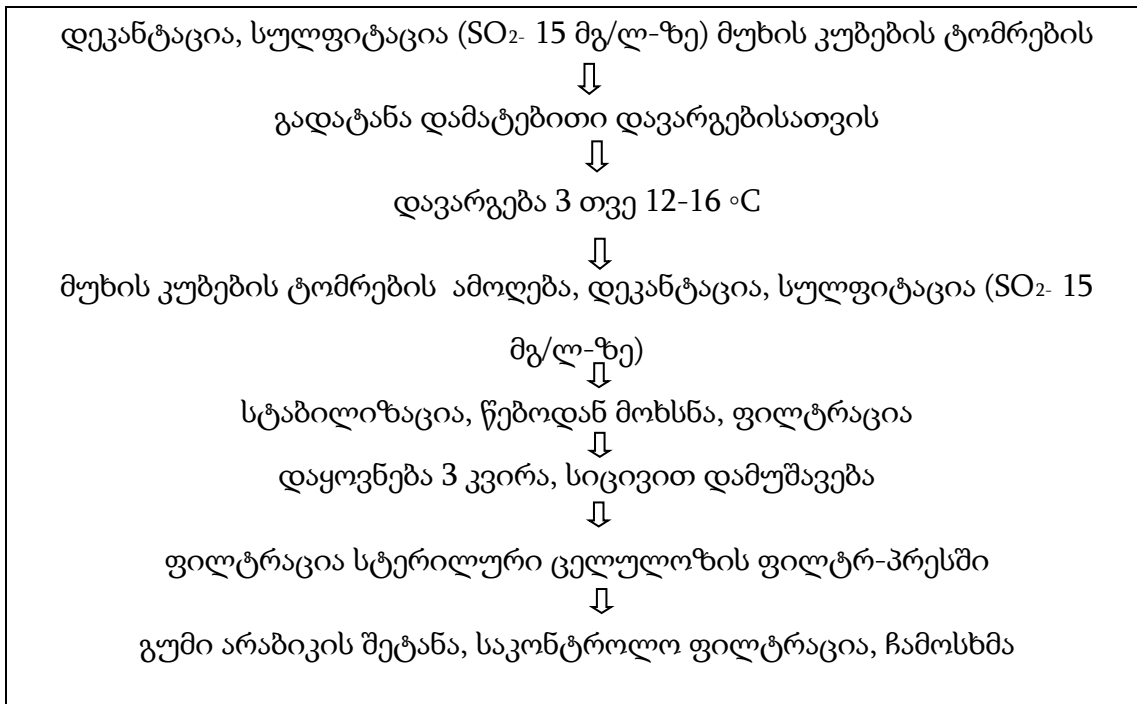 დეკანტაცია, სულფიტაცია (SO₂- 15 მგ/ლ-ზე) მუხის კუბების ტომრების
⇩
გადატანა დამატებითი დავარგებისათვის
⇩
დავარგება 3 თვე 12-16 ◦C
⇩
მუხის კუბების ტომრების ამოღება, დეკანტაცია, სულფიტაცია (SO₂- 15
მგ/ლ-ზე)
⇩
სტაბილიზაცია, წებოდან მოხსნა, ფილტრაცია
⇩
დაყოვნება 3 კვირა, სიცივით დამუშავება
⇩
ფილტრაცია სტერილური ცელულოზის ფილტრ-პრესში
⇩
გუმი არაბიკის შეტანა, საკონტროლო ფილტრაცია, ჩამოსხმა